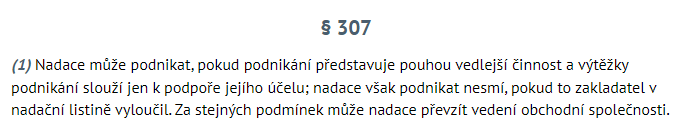 § 307
(1) Nadace může podnikat, pokud podnikání představuje pouhou vedlejší činnost a výtěžky
podnikání slouží jen k podpoře jejího účelu; nadace však podnikat nesmí, pokud to zakladatel v
nadační listině vyloučil. Za stejných podmínek může nadace převzít vedení obchodní společnosti.